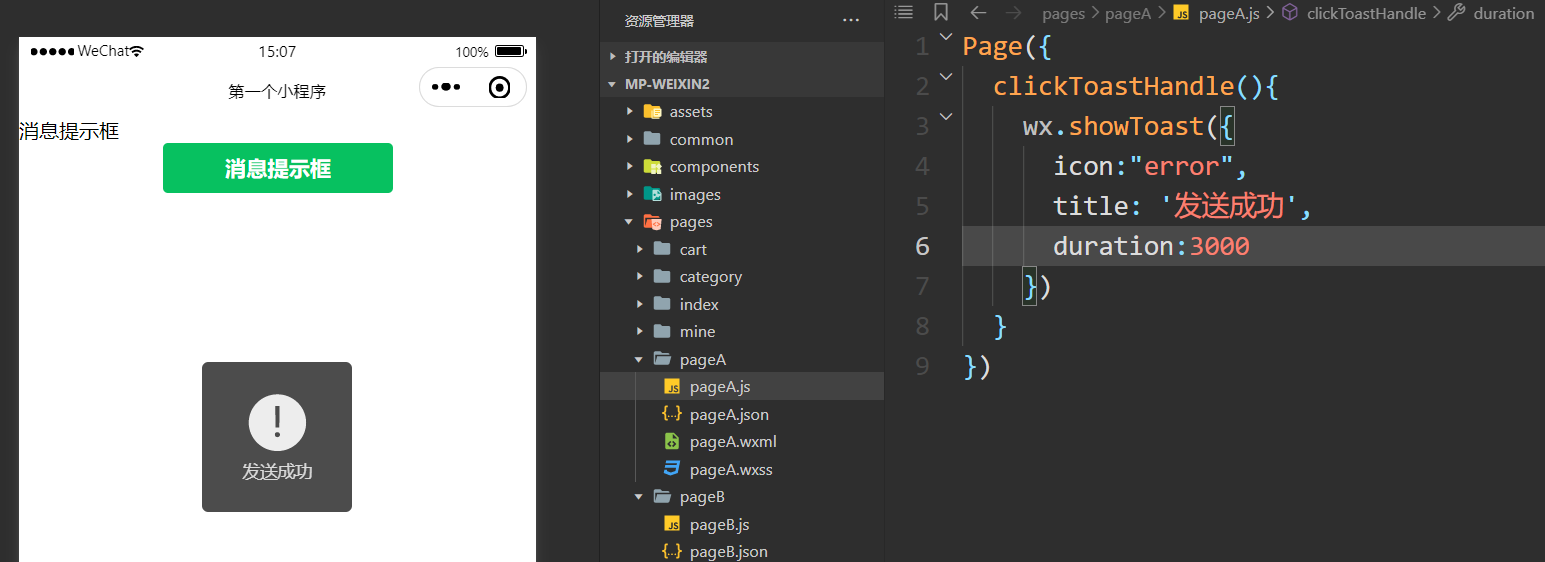 WeChat 15:07 100%
第一个小程序
消息提示框
消息提示框
发送成功
资源管理器
打开的编辑器
MP-WEIXIN2
assets
common
components
images
pages
cart
category
index
mine
pageA
pageA.js
pageA.json
pageA.wxml
pageA.wxss
pageB
pageB.js
pageB.json
pages > pageA > JS pageA.js > clickToastHandle > duration
1 Page({
2 clickToastHandle(){
3 wx.showToast({
4 icon:"error",
5 title: '发送成功',
6 duration:3000
7 })
8 }
9 })